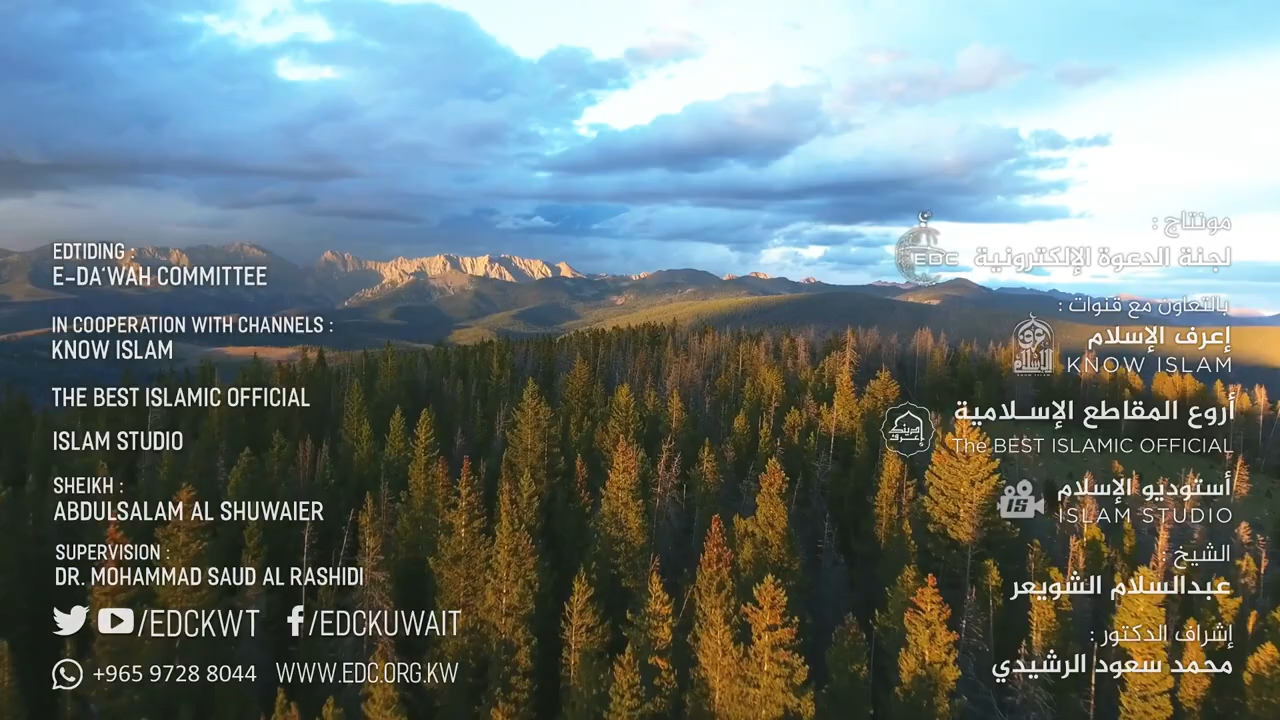 EDTIDING :
E-DA'WAH COMMITTEE
IN COOPERATION WITH CHANNELS :
KNOW ISLAM
THE BEST ISLAMIC OFFICIAL
ISLAM STUDIO
SHEIKH :
ABDULSALAM AL SHUWAIER
SUPERVISION :
DR. MOHAMMAD SAUD AL RASHIDI
/EDCKWT /EDCKUWAIT
+965 9728 8044 WWW.EDC.ORG.KW
مونتاج :
لجنة الدعوة الإلكترونية
EDC
بالتعاون مع قنوات :
إعرف الإسلام
KNOW ISLAM
أروع المقاطع الإسـلامية
The BEST ISLAMIC OFFICIAL
أستوديو الإسلام
ISLAM STUDIO
الشيخ :
عبدالسلام الشويعر
إشراف الدكتور :
محمد سعود الرشيدي